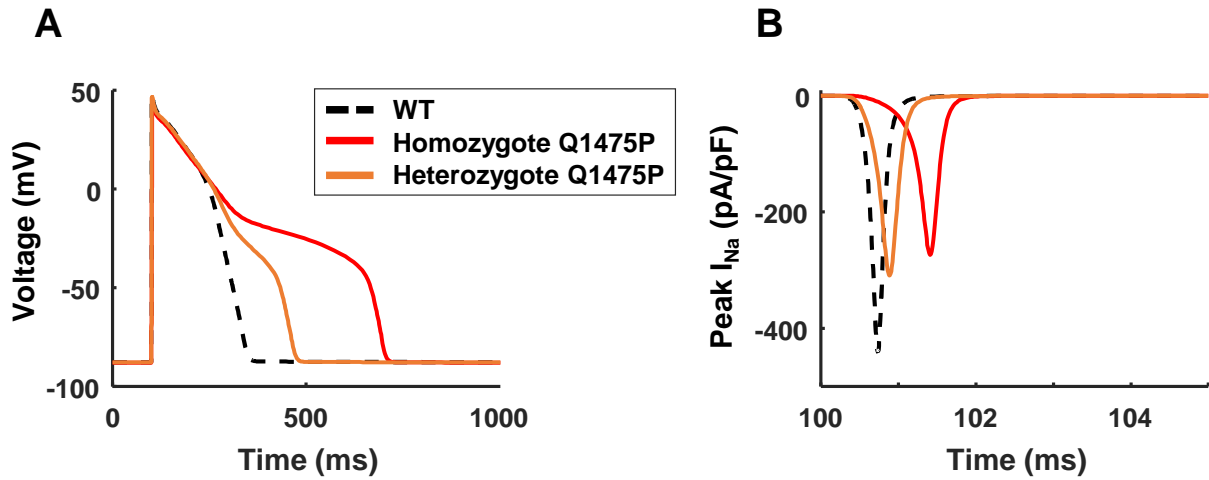 A
B
Voltage (mV)
50
0
-50
-100
0
500
1000
Time (ms)
WT
Homozygote Q1475P
Heterozygote Q1475P
Peak I_Na (pA/pF)
0
-200
-400
100
102
104
Time (ms)